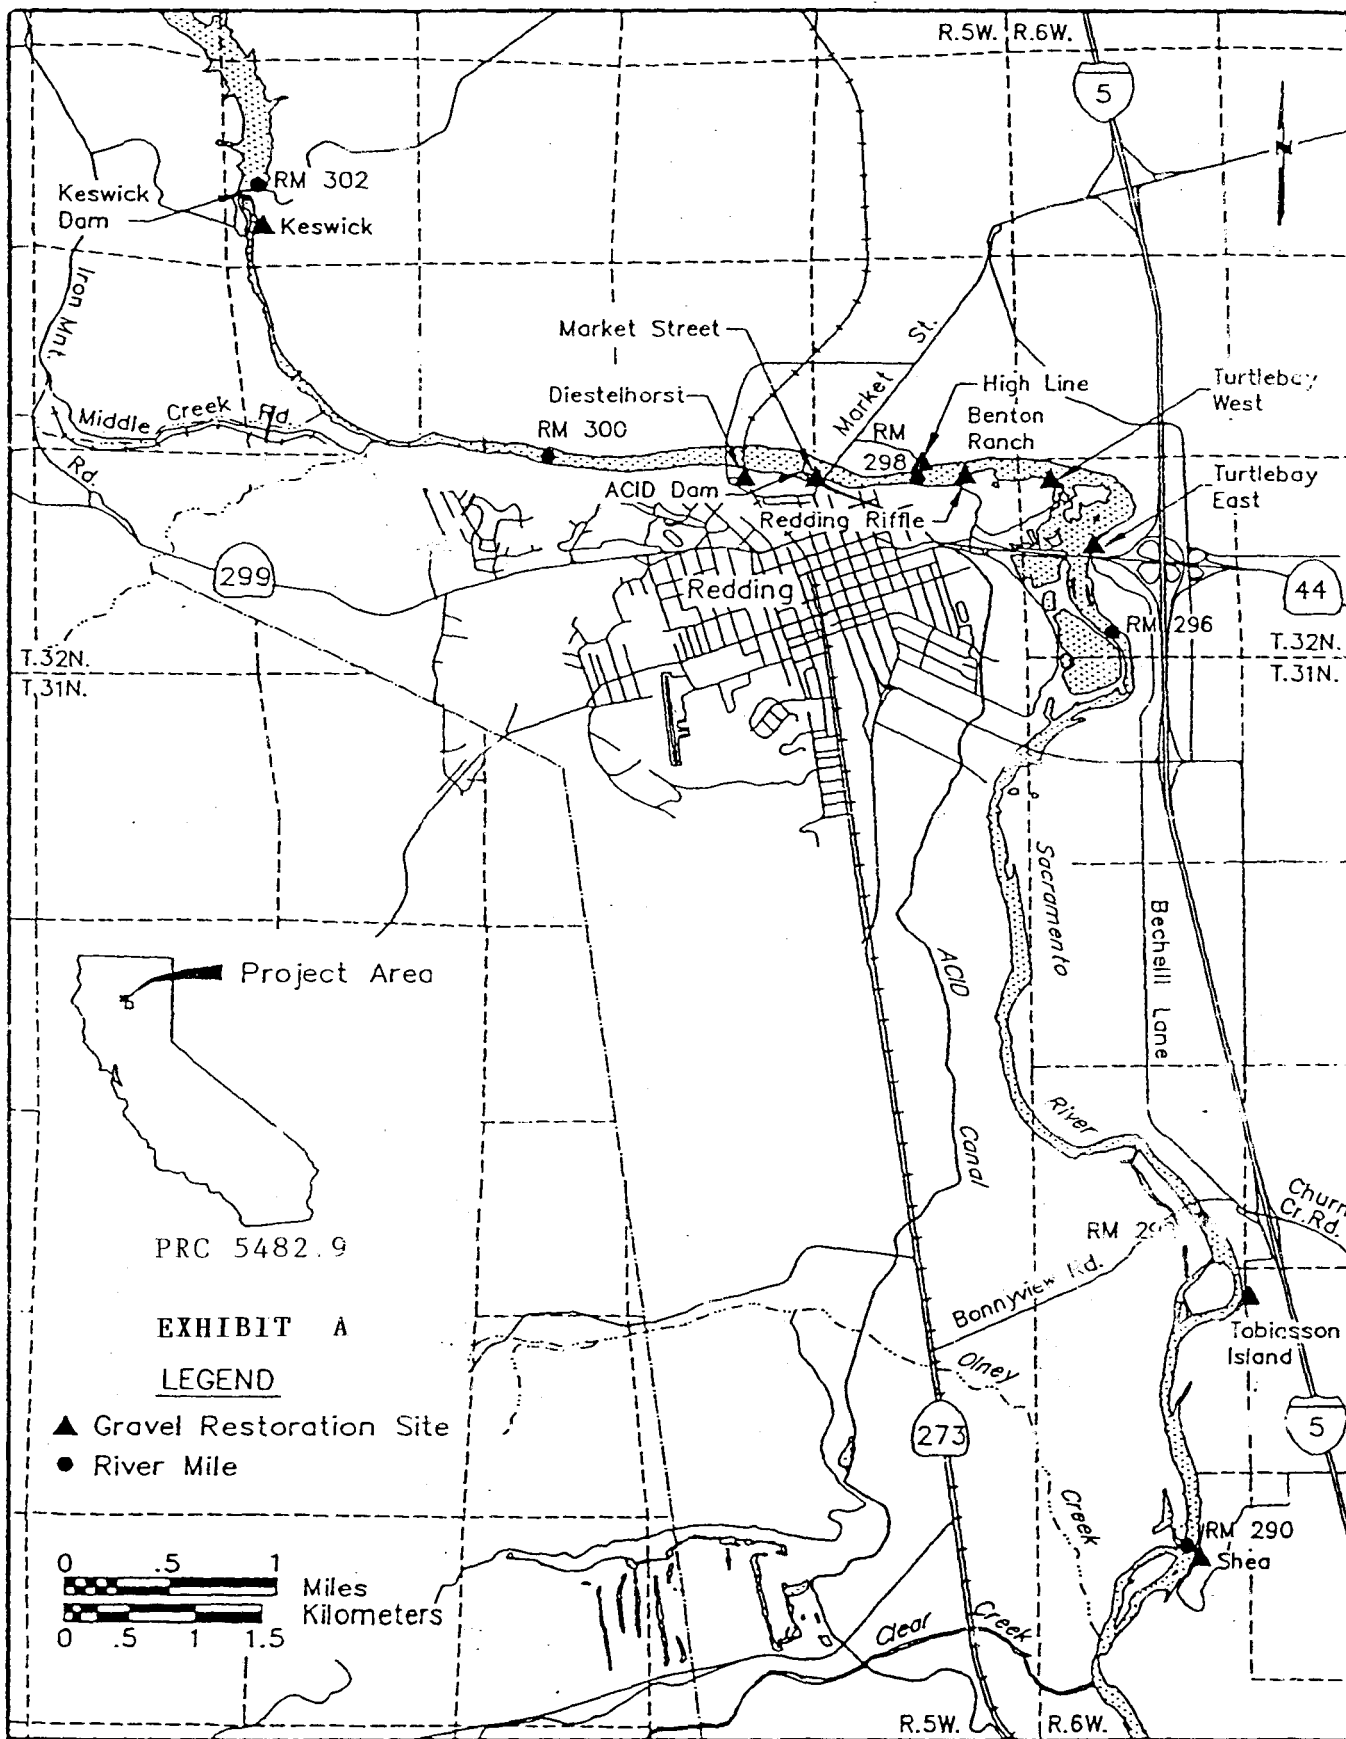 R.5W. R.6W.
5
N
RM 302
Keswick
Dam
Keswick
Iron Mnt.
Rd.
Middle Creek Rd.
Market Street
Diestelhorst
RM 300
Market St.
RM
298
High Line
Benton
Ranch
Turtlebay
West
Turtlebay
East
ACID Dam
Redding Riffle
Redding
299
44
RM 296
T.32N.
T.31N.
T.32N.
T.31N.
Sacramento
River
Bechelli Lane
ACID
Canal
Project Area
PRC 5482.9
EXHIBIT A
LEGEND
Gravel Restoration Site
River Mile
0 .5 1
Miles
Kilometers
0 .5 1 1.5
Churn
Cr.Rd.
RM
Bonnyview Rd.
Olney
Creek
Tobiasson
Island
5
273
RM 290
Shea
Clear Creek
R.5W. R.6W.